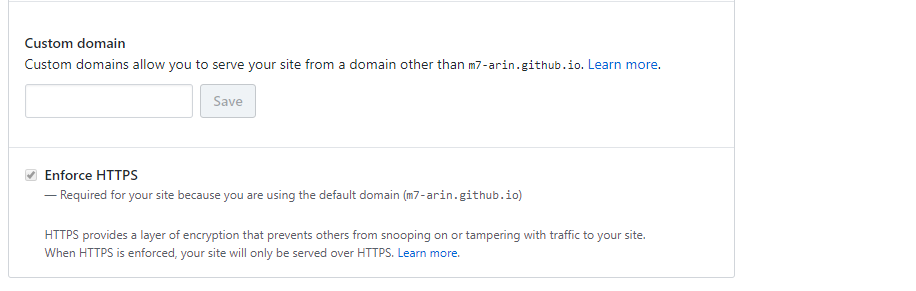 Custom domain
Custom domains allow you to serve your site from a domain other than m7-arin.github.io. Learn more.
Save
Enforce HTTPS
— Required for your site because you are using the default domain (m7-arin.github.io)
HTTPS provides a layer of encryption that prevents others from snooping on or tampering with traffic to your site.
When HTTPS is enforced, your site will only be served over HTTPS. Learn more.